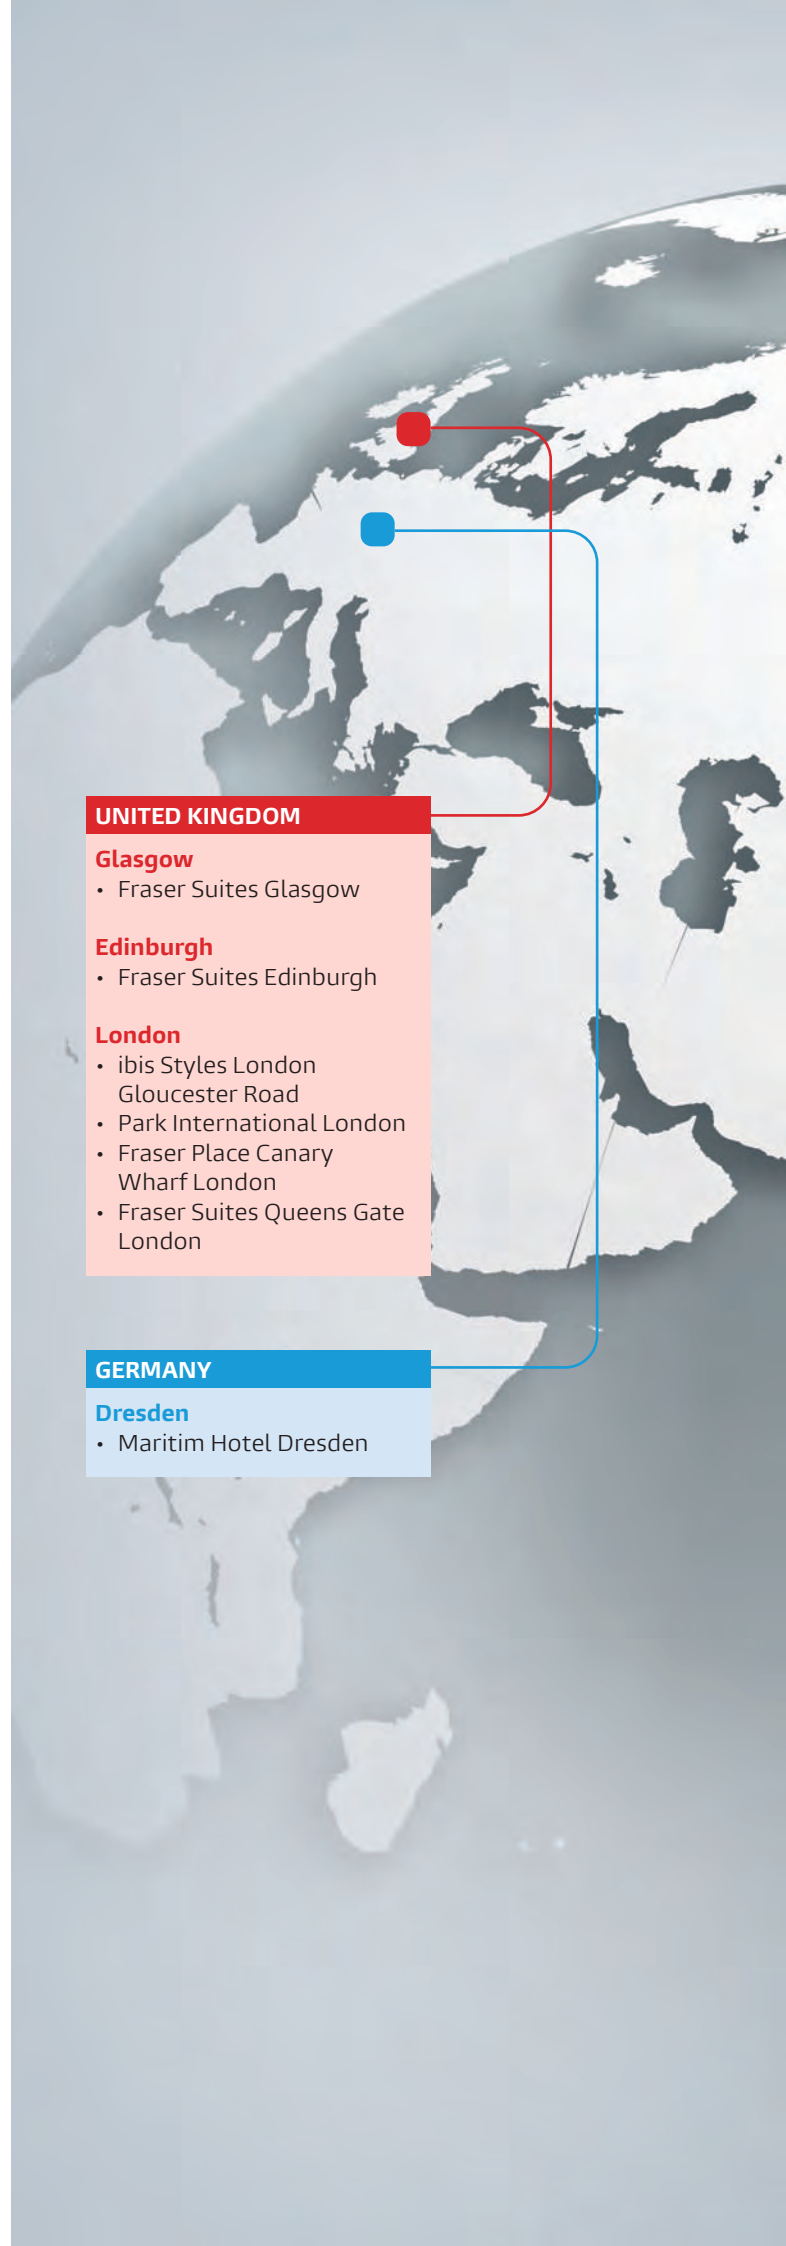 UNITED KINGDOM
Glasgow
• Fraser Suites Glasgow
Edinburgh
• Fraser Suites Edinburgh
London
• ibis Styles London
Gloucester Road
• Park International London
• Fraser Place Canary
Wharf London
• Fraser Suites Queens Gate
London
GERMANY
Dresden
• Maritim Hotel Dresden